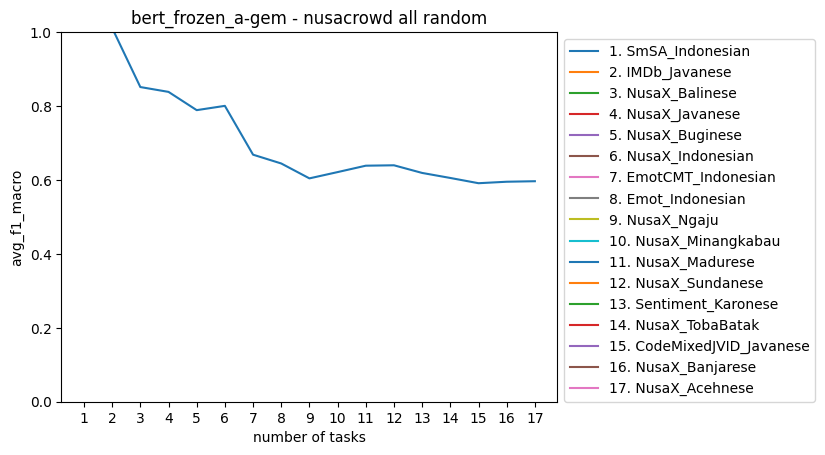 bert_frozen_a-gem - nusacrowd all random
avg_f1_macro
1.0
0.8
0.6
0.4
0.2
0.0
1 2 3 4 5 6 7 8 9 10 11 12 13 14 15 16 17
number of tasks
1. SmSA_Indonesian
2. IMDb_Javanese
3. NusaX_Balinese
4. NusaX_Javanese
5. NusaX_Buginese
6. NusaX_Indonesian
7. EmotCMT_Indonesian
8. Emot_Indonesian
9. NusaX_Ngaju
10. NusaX_Minangkabau
11. NusaX_Madurese
12. NusaX_Sundanese
13. Sentiment_Karonese
14. NusaX_TobaBatak
15. CodeMixedJVID_Javanese
16. NusaX_Banjarese
17. NusaX_Acehnese